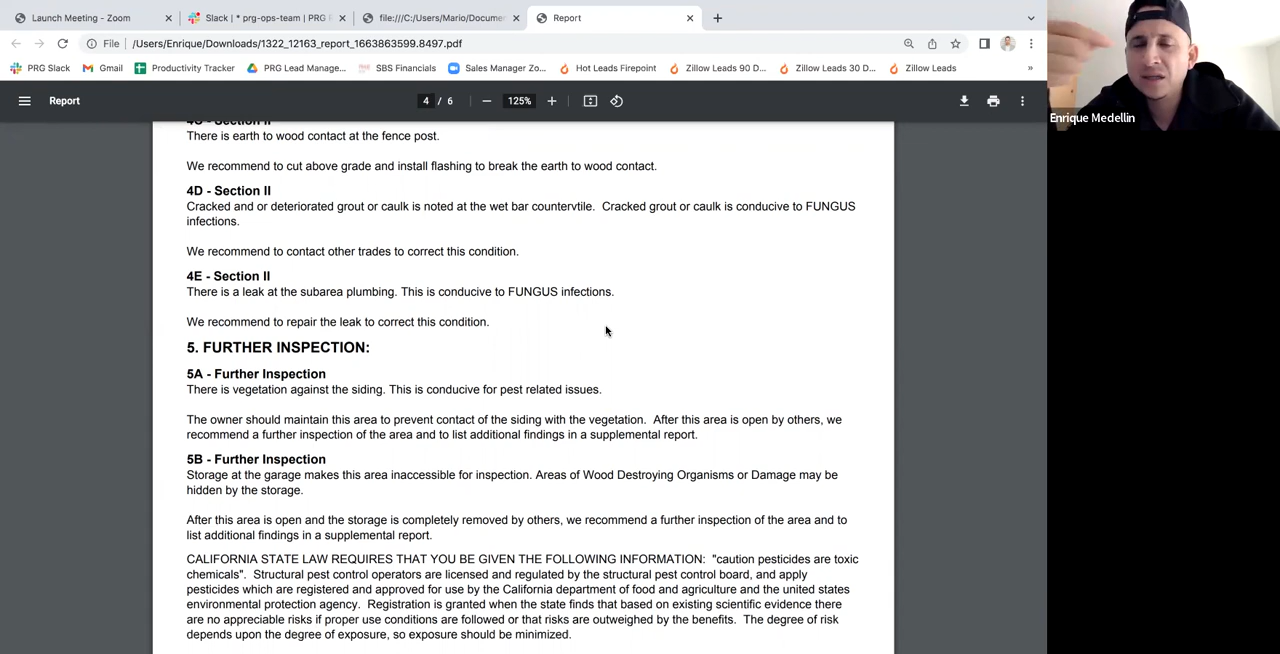 Launch Meeting - Zoom
Slack | * prg-ops-team | PRG F
file:///C:/Users/Mario/Docume
Report
File | /Users/Enrique/Downloads/1322_12163_report_1663863599.8497.pdf
PRG Slack
Gmail
Productivity Tracker
PRG Lead Manage...
SBS Financials
Sales Manager Zo...
Hot Leads Firepoint
Zillow Leads 90 D...
Zillow Leads 30 D...
Zillow Leads
»
Report
4 / 6
125%
Enrique Medellin
4C - Section II
There is earth to wood contact at the fence post.
We recommend to cut above grade and install flashing to break the earth to wood contact.
4D - Section II
Cracked and or deteriorated grout or caulk is noted at the wet bar countervtile. Cracked grout or caulk is conducive to FUNGUS
infections.
We recommend to contact other trades to correct this condition.
4E - Section II
There is a leak at the subarea plumbing. This is conducive to FUNGUS infections.
We recommend to repair the leak to correct this condition.
5. FURTHER INSPECTION:
5A - Further Inspection
There is vegetation against the siding. This is conducive for pest related issues.
The owner should maintain this area to prevent contact of the siding with the vegetation. After this area is open by others, we
recommend a further inspection of the area and to list additional findings in a supplemental report.
5B - Further Inspection
Storage at the garage makes this area inaccessible for inspection. Areas of Wood Destroying Organisms or Damage may be
hidden by the storage.
After this area is open and the storage is completely removed by others, we recommend a further inspection of the area and to
list additional findings in a supplemental report.
CALIFORNIA STATE LAW REQUIRES THAT YOU BE GIVEN THE FOLLOWING INFORMATION: "caution pesticides are toxic
chemicals". Structural pest control operators are licensed and regulated by the structural pest control board, and apply
pesticides which are registered and approved for use by the California department of food and agriculture and the united states
environmental protection agency. Registration is granted when the state finds that based on existing scientific evidence there
are no appreciable risks if proper use conditions are followed or that risks are outweighed by the benefits. The degree of risk
depends upon the degree of exposure, so exposure should be minimized.